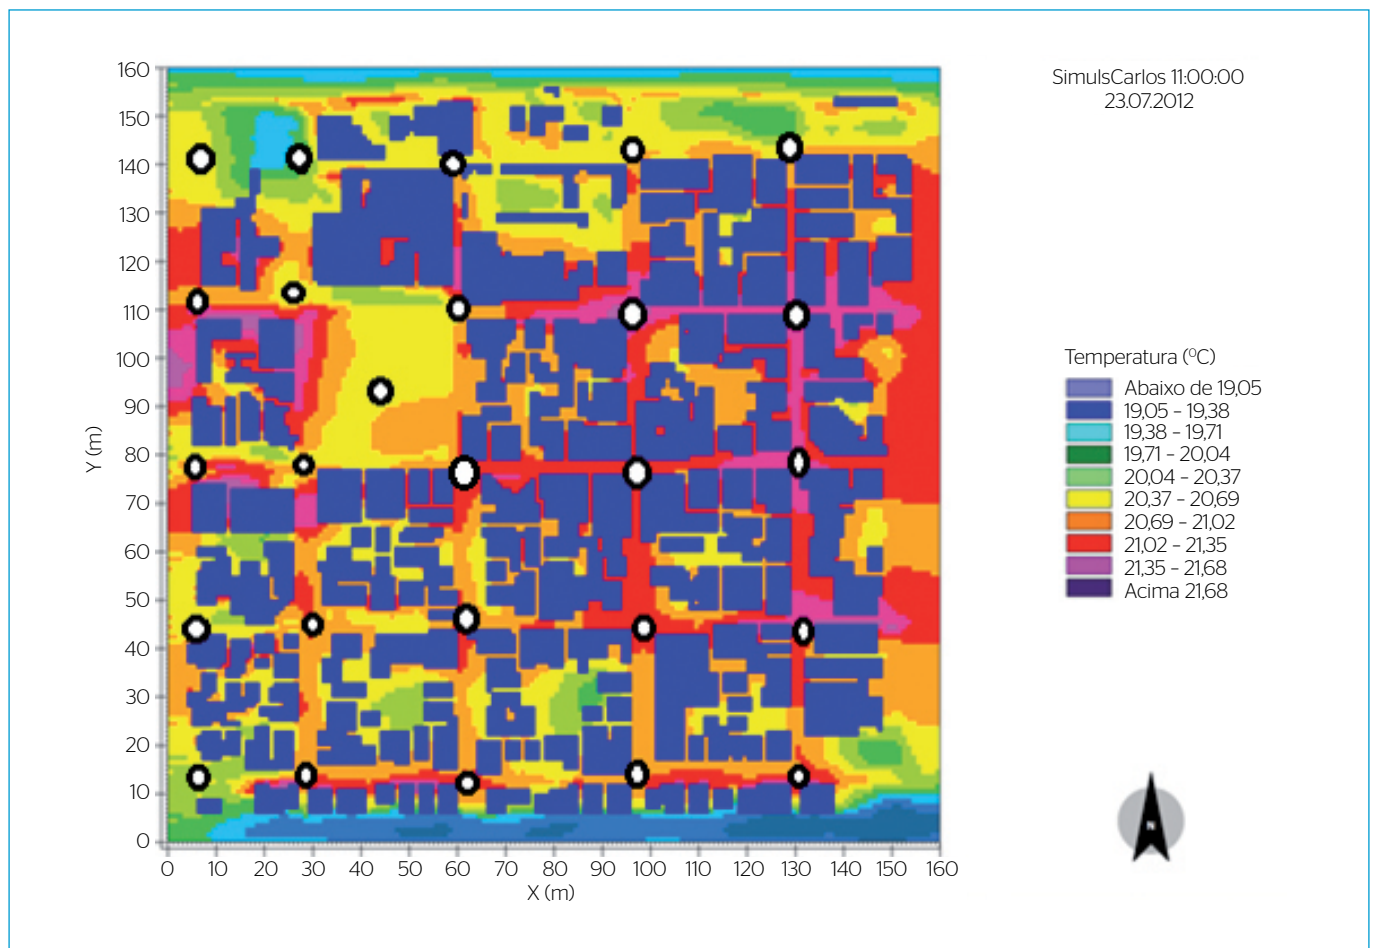 SimulsCarlos 11:00:00
23.07.2012
160
150
140
130
120
110
100
90
80
70
60
50
40
30
20
10
0
Y (m)
0 10 20 30 40 50 60 70 80 90 100 110 120 130 140 150 160
X (m)
Temperatura (ºC)
Abaixo de 19,05
19,05 - 19,38
19,38 - 19,71
19,71 - 20,04
20,04 - 20,37
20,37 - 20,69
20,69 - 21,02
21,02 - 21,35
21,35 - 21,68
Acima 21,68
N